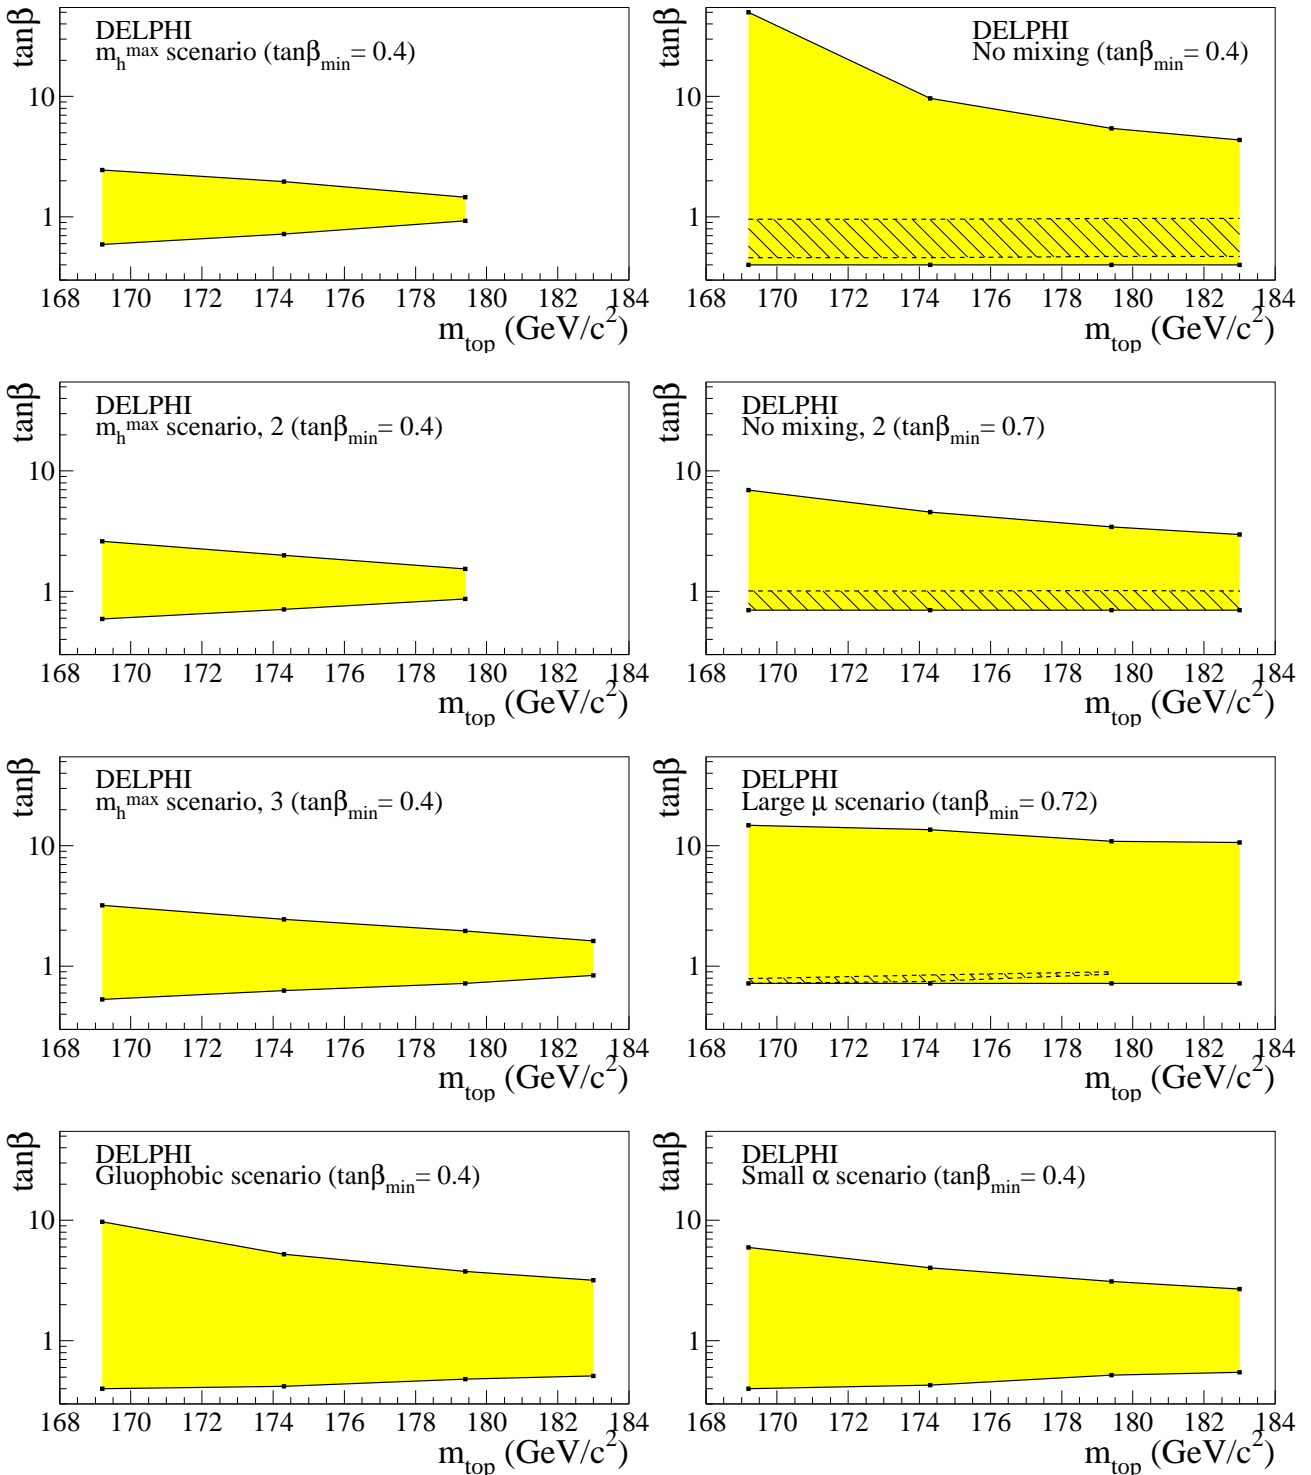 tanβ
DELPHI
m_h^max scenario (tanβ_min= 0.4)
10
1
168 170 172 174 176 178 180 182 184
m_top (GeV/c^2)
tanβ
DELPHI
No mixing (tanβ_min= 0.4)
10
1
168 170 172 174 176 178 180 182 184
m_top (GeV/c^2)
tanβ
DELPHI
m_h^max scenario, 2 (tanβ_min= 0.4)
10
1
168 170 172 174 176 178 180 182 184
m_top (GeV/c^2)
tanβ
DELPHI
No mixing, 2 (tanβ_min= 0.7)
10
1
168 170 172 174 176 178 180 182 184
m_top (GeV/c^2)
tanβ
DELPHI
m_h^max scenario, 3 (tanβ_min= 0.4)
10
1
168 170 172 174 176 178 180 182 184
m_top (GeV/c^2)
tanβ
DELPHI
Large μ scenario (tanβ_min= 0.72)
10
1
168 170 172 174 176 178 180 182 184
m_top (GeV/c^2)
tanβ
DELPHI
Gluophobic scenario (tanβ_min= 0.4)
10
1
168 170 172 174 176 178 180 182 184
m_top (GeV/c^2)
tanβ
DELPHI
Small α scenario (tanβ_min= 0.4)
10
1
168 170 172 174 176 178 180 182 184
m_top (GeV/c^2)